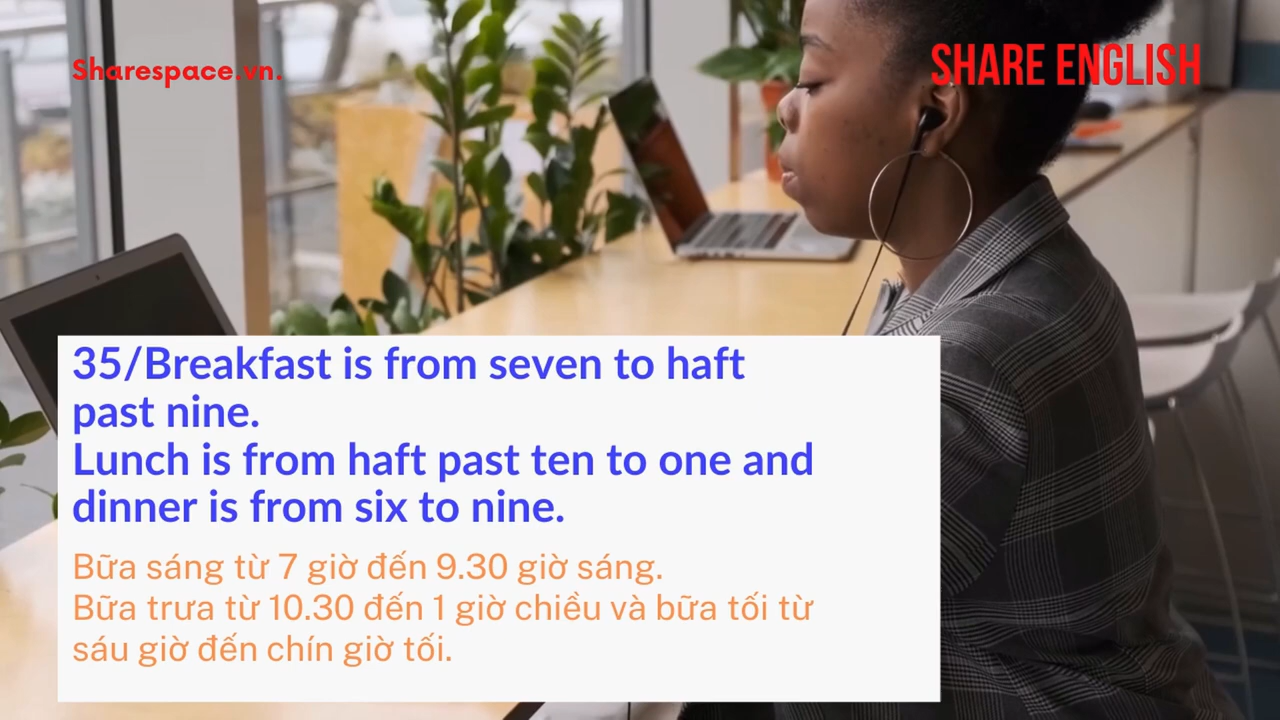 Sharespace.vn.
SHARE ENGLISH
35/Breakfast is from seven to haft
past nine.
Lunch is from haft past ten to one and
dinner is from six to nine.
Bữa sáng từ 7 giờ đến 9.30 giờ sáng.
Bữa trưa từ 10.30 đến 1 giờ chiều và bữa tối từ
sáu giờ đến chín giờ tối.